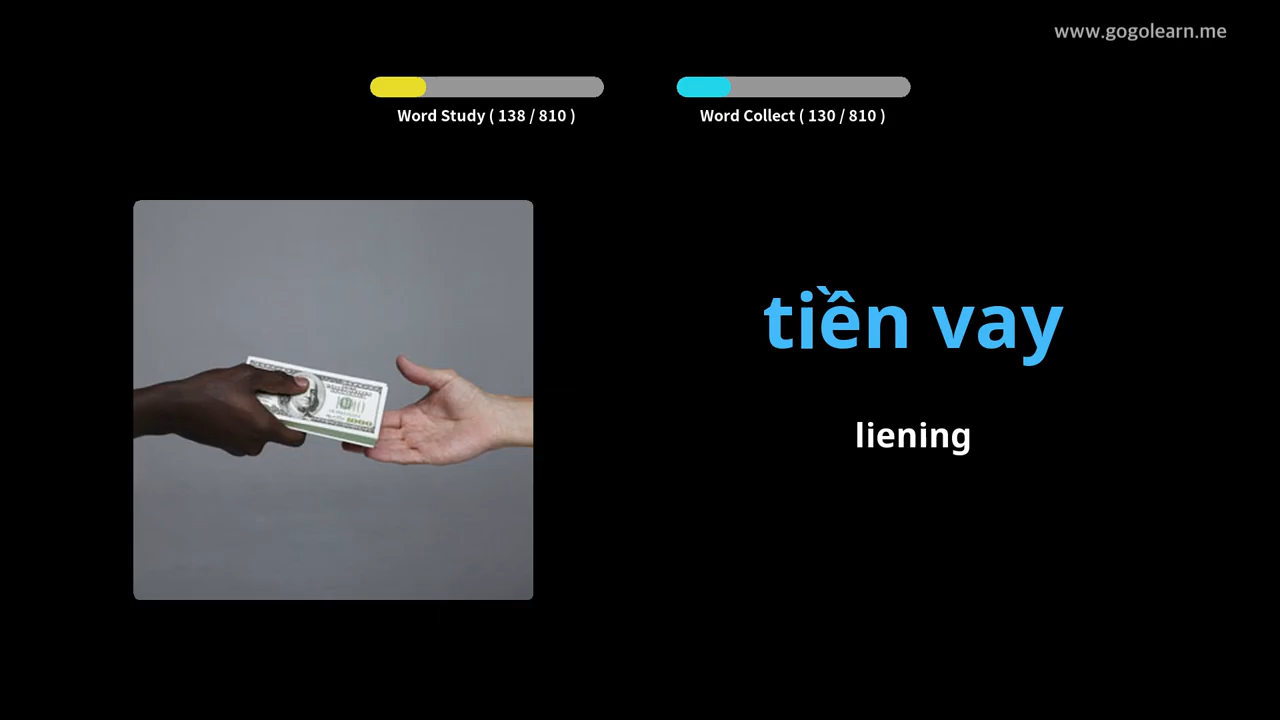 www.gogolearn.me
Word Study ( 138 / 810 )
Word Collect ( 130 / 810 )
tiền vay
liening